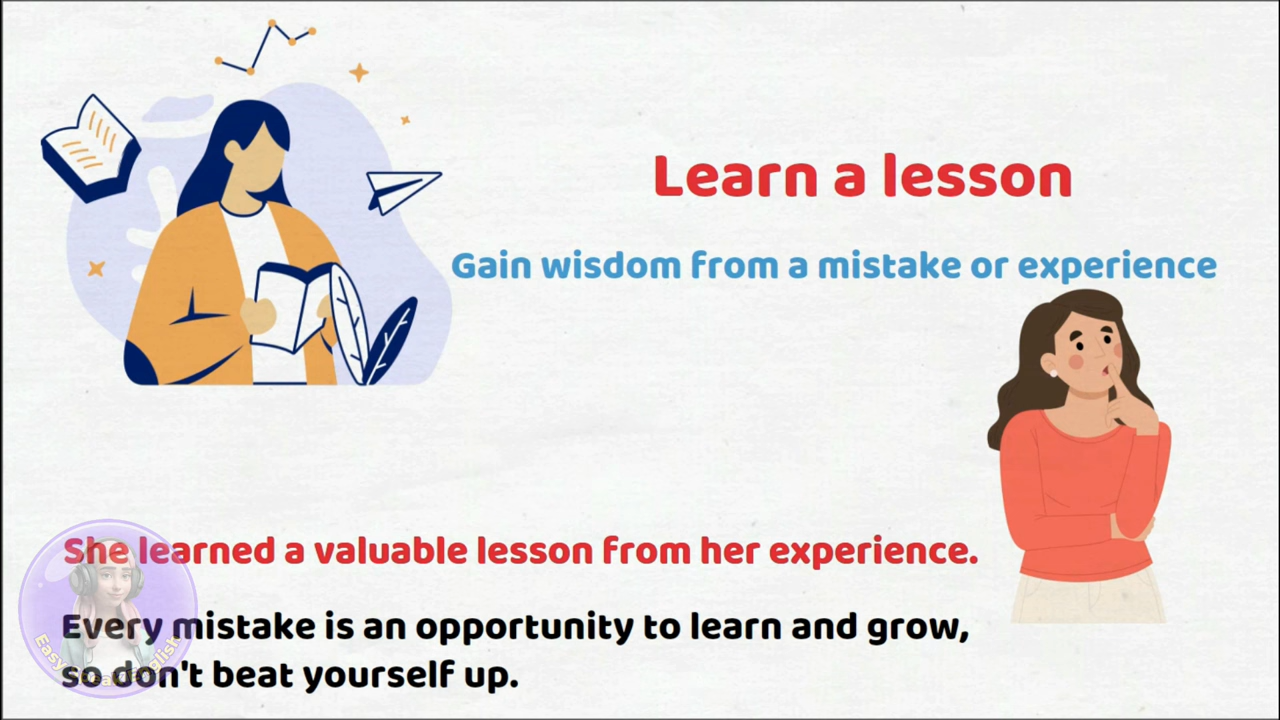 Learn a lesson
Gain wisdom from a mistake or experience
She learned a valuable lesson from her experience.
Every mistake is an opportunity to learn and grow,
so don't beat yourself up.